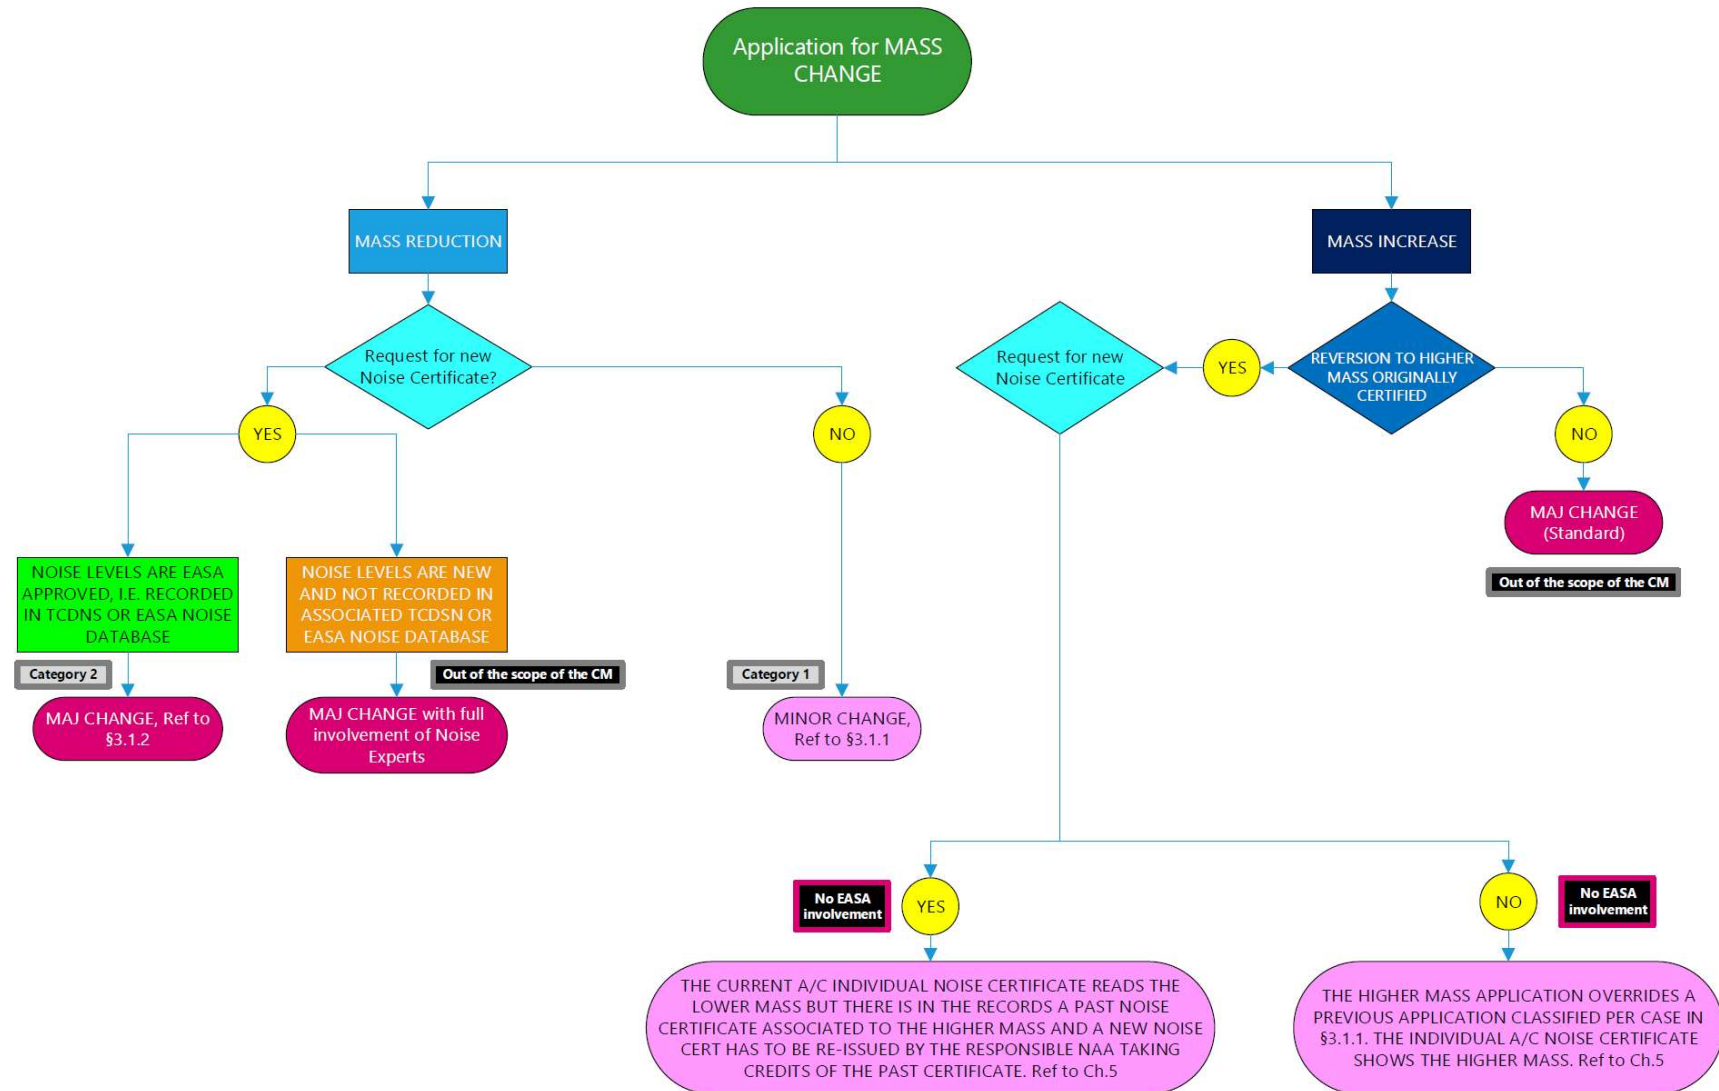 Application for MASS
CHANGE
MASS REDUCTION
MASS INCREASE
Request for new
Noise Certificate?
Request for new
Noise Certificate
YES
REVERSION TO HIGHER
MASS ORIGINALLY
CERTIFIED
YES
NO
NO
MAJ CHANGE
(Standard)
Out of the scope of the CM
NOISE LEVELS ARE EASA
APPROVED, I.E. RECORDED
IN TCDNS OR EASA NOISE
DATABASE
NOISE LEVELS ARE NEW
AND NOT RECORDED IN
ASSOCIATED TCDSN OR
EASA NOISE DATABASE
Category 2
Out of the scope of the CM
Category 1
MAJ CHANGE, Ref to
§3.1.2
MAJ CHANGE with full
involvement of Noise
Experts
MINOR CHANGE,
Ref to §3.1.1
No EASA
involvement
YES
NO
No EASA
involvement
THE CURRENT A/C INDIVIDUAL NOISE CERTIFICATE READS THE
LOWER MASS BUT THERE IS IN THE RECORDS A PAST NOISE
CERTIFICATE ASSOCIATED TO THE HIGHER MASS AND A NEW NOISE
CERT HAS TO BE RE-ISSUED BY THE RESPONSIBLE NAA TAKING
CREDITS OF THE PAST CERTIFICATE. Ref to Ch.5
THE HIGHER MASS APPLICATION OVERRIDES A
PREVIOUS APPLICATION CLASSIFIED PER CASE IN
§3.1.1. THE INDIVIDUAL A/C NOISE CERTIFICATE
SHOWS THE HIGHER MASS. Ref to Ch.5